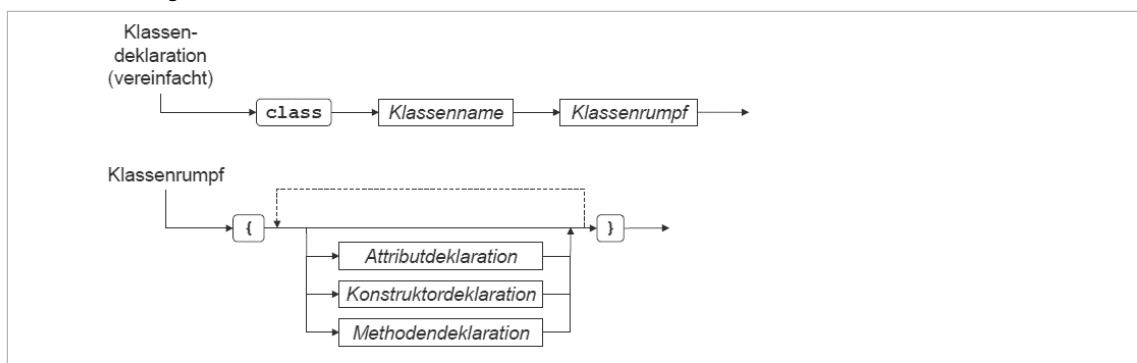 Klassen-
deklaration
(vereinfacht)
class Klassenname Klassenrumpf
Klassenrumpf
{ }
Attributdeklaration
Konstruktordeklaration
Methodendeklaration